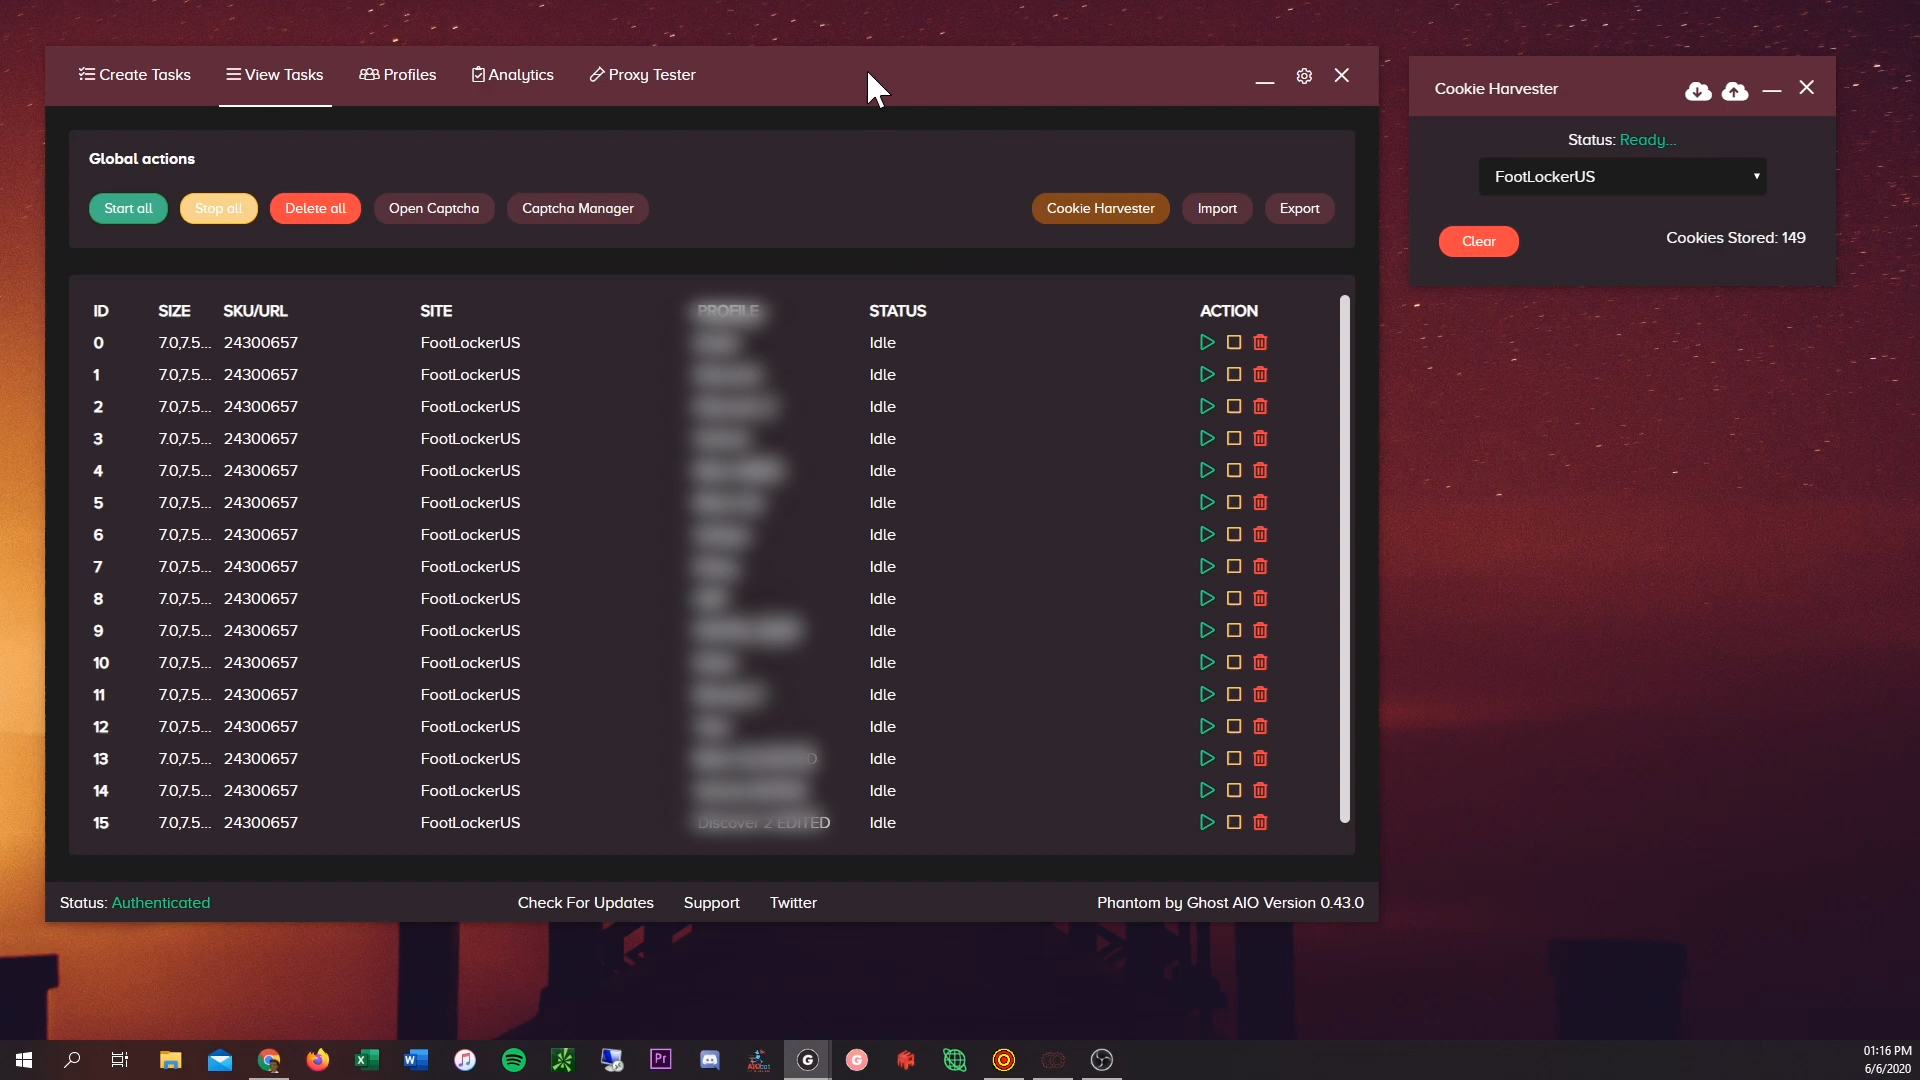 Create Tasks View Tasks Profiles Analytics Proxy Tester
Global actions
Start all Stop all Delete all Open Captcha Captcha Manager Cookie Harvester Import Export
ID SIZE SKU/URL SITE PROFILE STATUS ACTION
0 7.0,7.5... 24300657 FootLockerUS Idle
1 7.0,7.5... 24300657 FootLockerUS Idle
2 7.0,7.5... 24300657 FootLockerUS Idle
3 7.0,7.5... 24300657 FootLockerUS Idle
4 7.0,7.5... 24300657 FootLockerUS Idle
5 7.0,7.5... 24300657 FootLockerUS Idle
6 7.0,7.5... 24300657 FootLockerUS Idle
7 7.0,7.5... 24300657 FootLockerUS Idle
8 7.0,7.5... 24300657 FootLockerUS Idle
9 7.0,7.5... 24300657 FootLockerUS Idle
10 7.0,7.5... 24300657 FootLockerUS Idle
11 7.0,7.5... 24300657 FootLockerUS Idle
12 7.0,7.5... 24300657 FootLockerUS Idle
13 7.0,7.5... 24300657 FootLockerUS Idle
14 7.0,7.5... 24300657 FootLockerUS Idle
15 7.0,7.5... 24300657 FootLockerUS Discover 2 EDITED Idle
Status: Authenticated Check For Updates Support Twitter Phantom by Ghost AIO Version 0.43.0
Cookie Harvester
Status: Ready...
FootLockerUS
Clear Cookies Stored: 149
01:16 PM
6/6/2020